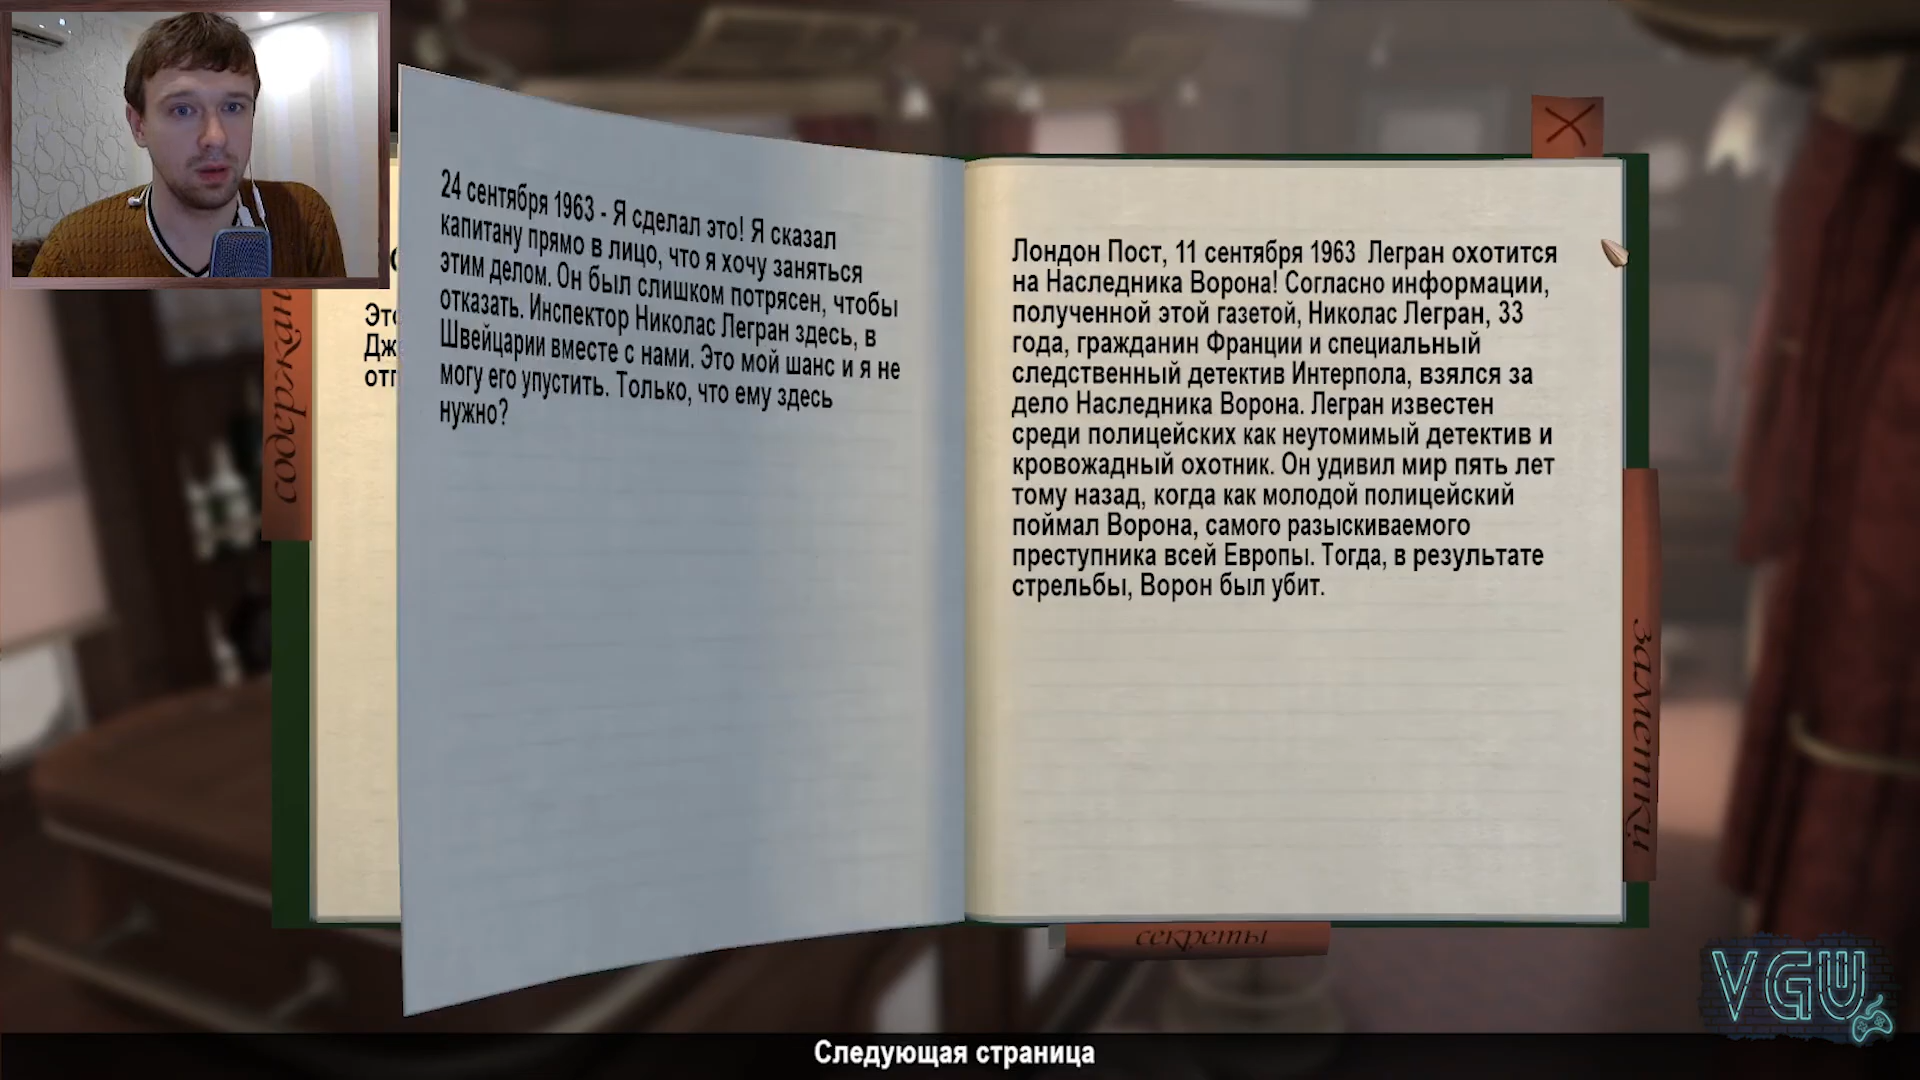 содержан
Это
Дж
отп
24 сентября 1963 - Я сделал это! Я сказал
капитану прямо в лицо, что я хочу заняться
этим делом. Он был слишком потрясен, чтобы
отказать. Инспектор Николас Легран здесь, в
Швейцарии вместе с нами. Это мой шанс и я не
могу его упустить. Только, что ему здесь
нужно?
Лондон Пост, 11 сентября 1963 Легран охотится
на Наследника Ворона! Согласно информации,
полученной этой газетой, Николас Легран, 33
года, гражданин Франции и специальный
следственный детектив Интерпола, взялся за
дело Наследника Ворона. Легран известен
среди полицейских как неутомимый детектив и
кровожадный охотник. Он удивил мир пять лет
тому назад, когда как молодой полицейский
поймал Ворона, самого разыскиваемого
преступника всей Европы. Тогда, в результате
стрельбы, Ворон был убит.
заметки
секреты
VGU
Следующая страница